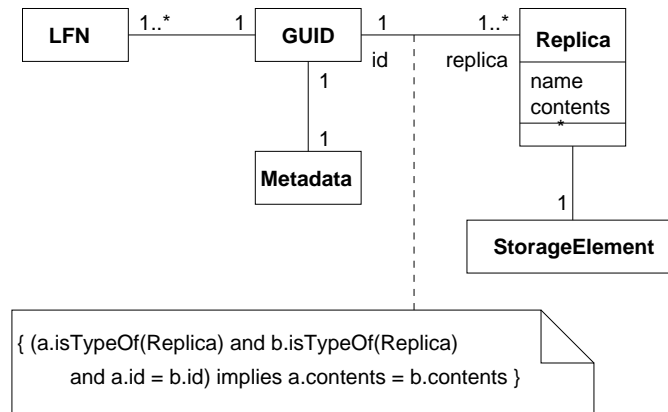 LFN
1..*
1
GUID
1
id
1..*
replica
Replica
name
contents
*
1
1
Metadata
1
StorageElement
{ (a.isTypeOf(Replica) and b.isTypeOf(Replica)
and a.id = b.id) implies a.contents = b.contents }